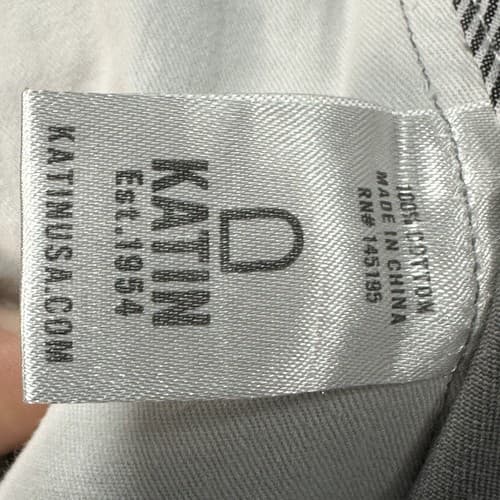 100% COTTON
MADE IN CHINA
RN# 145195
KATIN
Est.1954
KATINUSA.COM